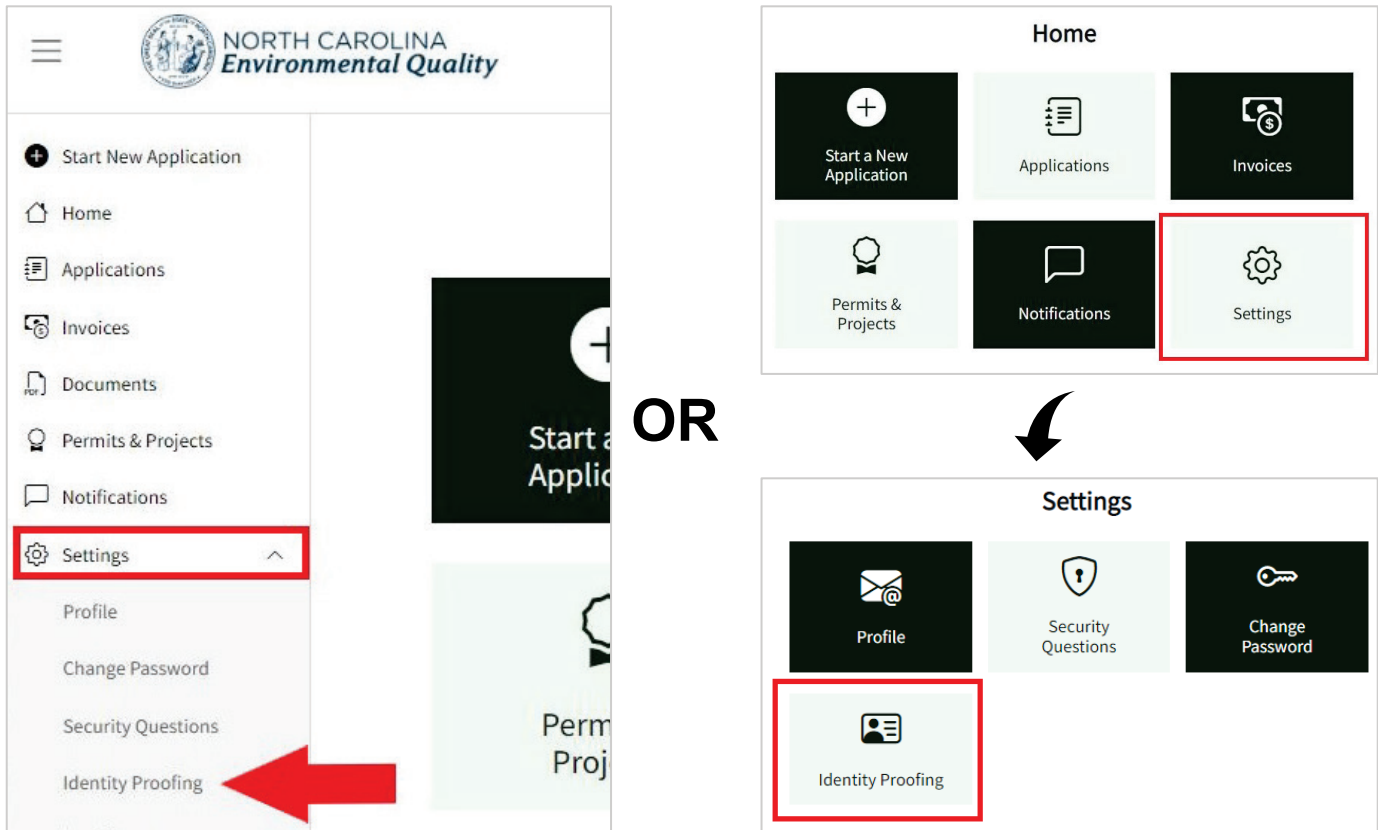 NORTH CAROLINA
Environmental Quality
Start New Application
Home
Applications
Invoices
PDF
Documents
Permits & Projects
Notifications
Settings
Profile
Change Password
Security Questions
Identity Proofing
Start a
Applic
Perm
Proj
OR
Home
Start a New
Application
Applications
Invoices
Permits &
Projects
Notifications
Settings
Settings
Profile
Security
Questions
Change
Password
Identity Proofing